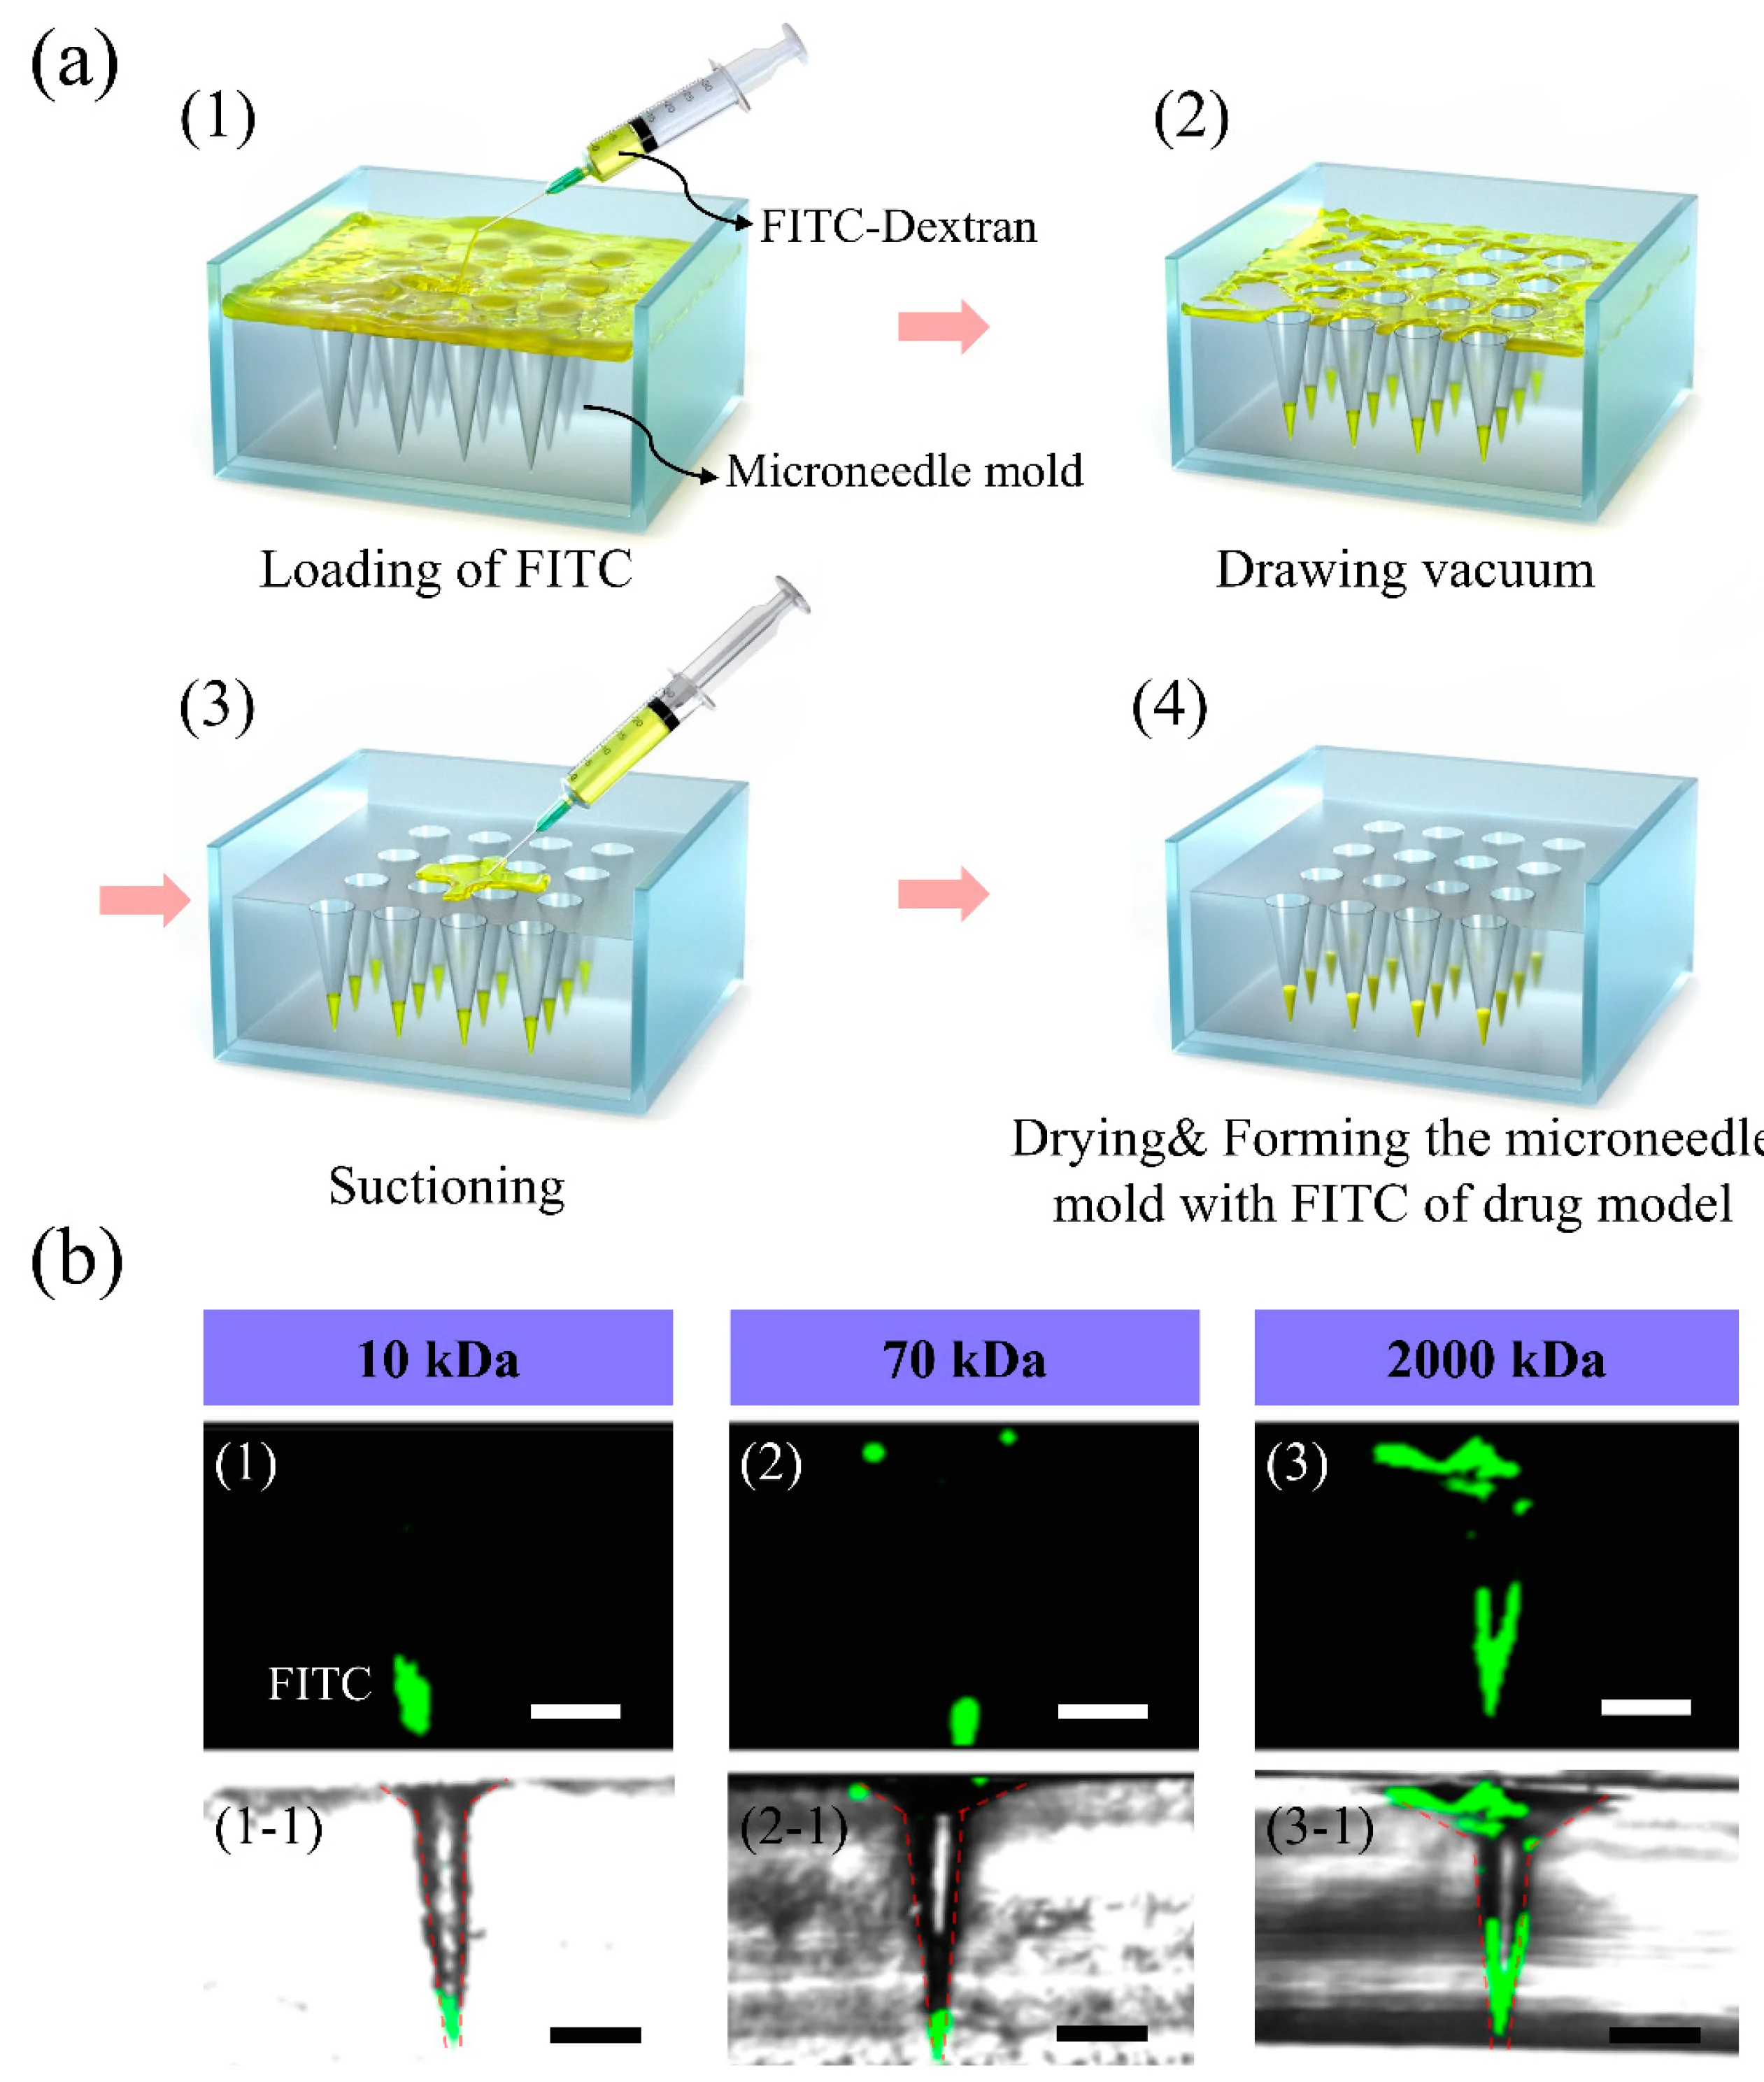 (a)
(1)
(2)
FITC-Dextran
Microneedle mold
Loading of FITC
Drawing vacuum
(3)
(4)
Suctioning
Drying& Forming the microneedle
mold with FITC of drug model
(b)
10 kDa
70 kDa
2000 kDa
(1)
(2)
(3)
FITC
(1-1)
(2-1)
(3-1)